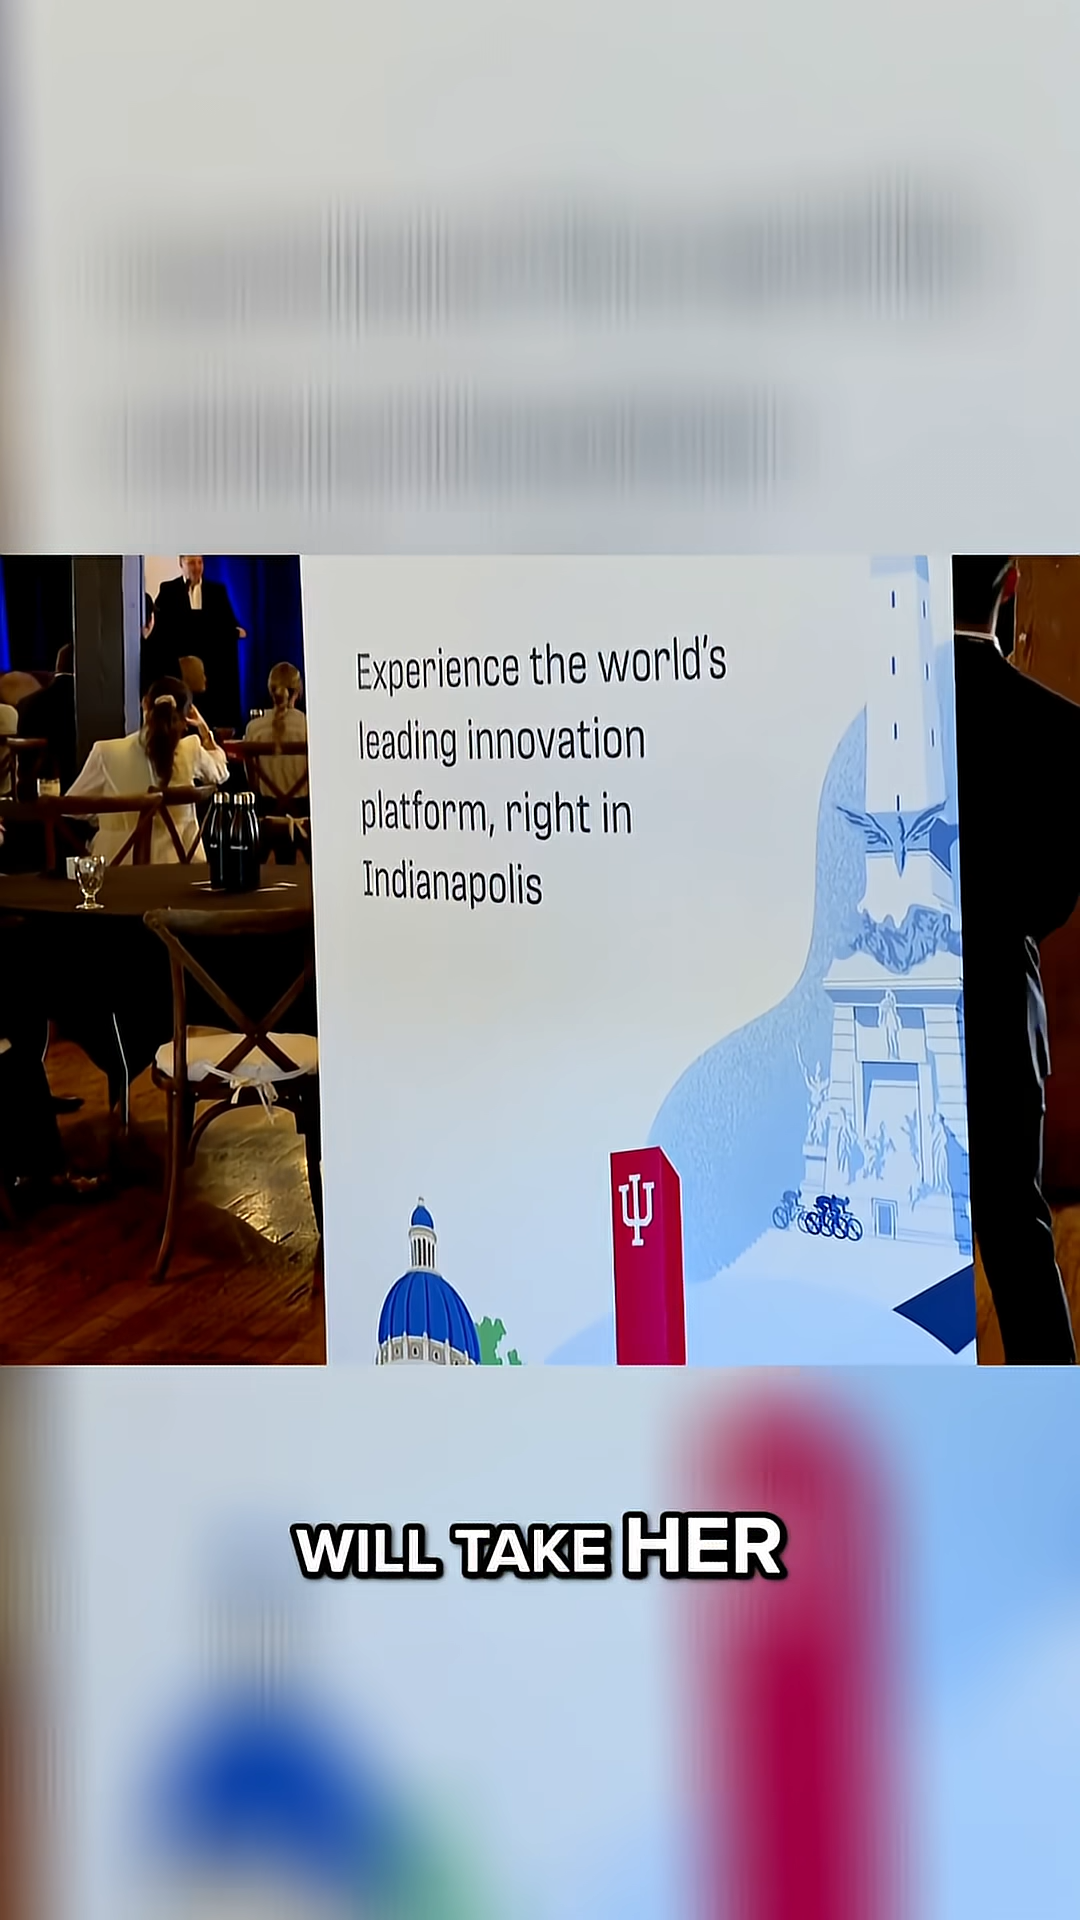 Experience the world's
leading innovation
platform, right in
Indianapolis
WILL TAKE HER